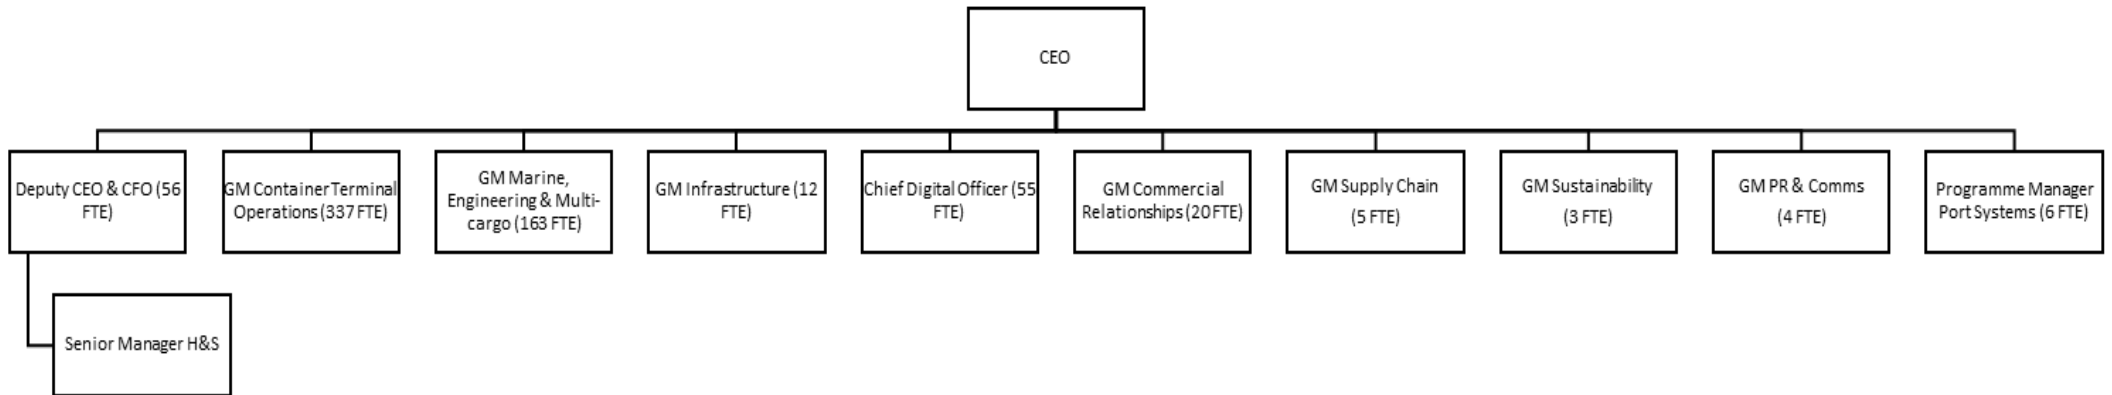 CEO
Deputy CEO & CFO (56
FTE)
GM Container Terminal
Operations (337 FTE)
GM Marine,
Engineering & Multi-
cargo (163 FTE)
GM Infrastructure (12
FTE)
Chief Digital Officer (55
FTE)
GM Commercial
Relationships (20 FTE)
GM Supply Chain
(5 FTE)
GM Sustainability
(3 FTE)
GM PR & Comms
(4 FTE)
Programme Manager
Port Systems (6 FTE)
Senior Manager H&S